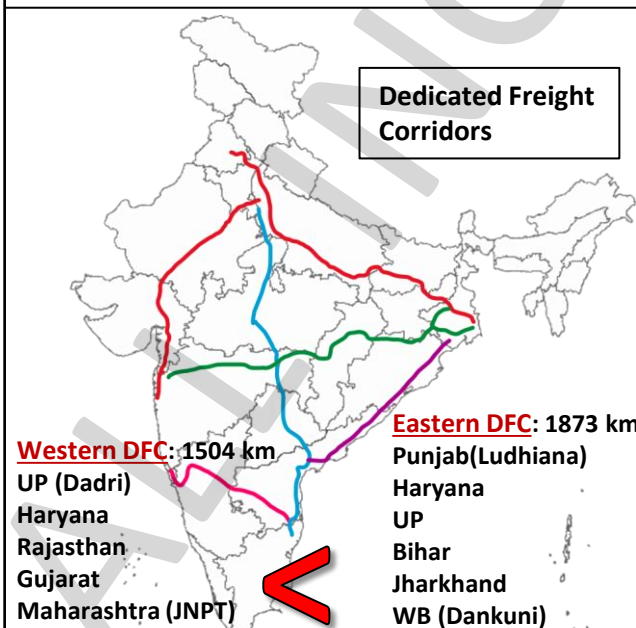 Dedicated Freight
Corridors
Western DFC: 1504 km
UP (Dadri)
Haryana
Rajasthan
Gujarat
Maharashtra (JNPT)
<
Eastern DFC: 1873 km
Punjab(Ludhiana)
Haryana
UP
Bihar
Jharkhand
WB (Dankuni)